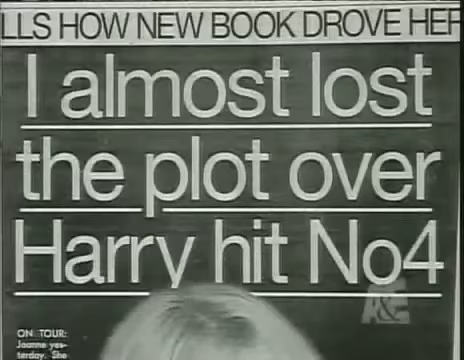 LLS HOW NEW BOOK DROVE HER
I almost lost
the plot over
Harry hit No4
A&E
ON TOUR:
Joanne yes-
terday. She